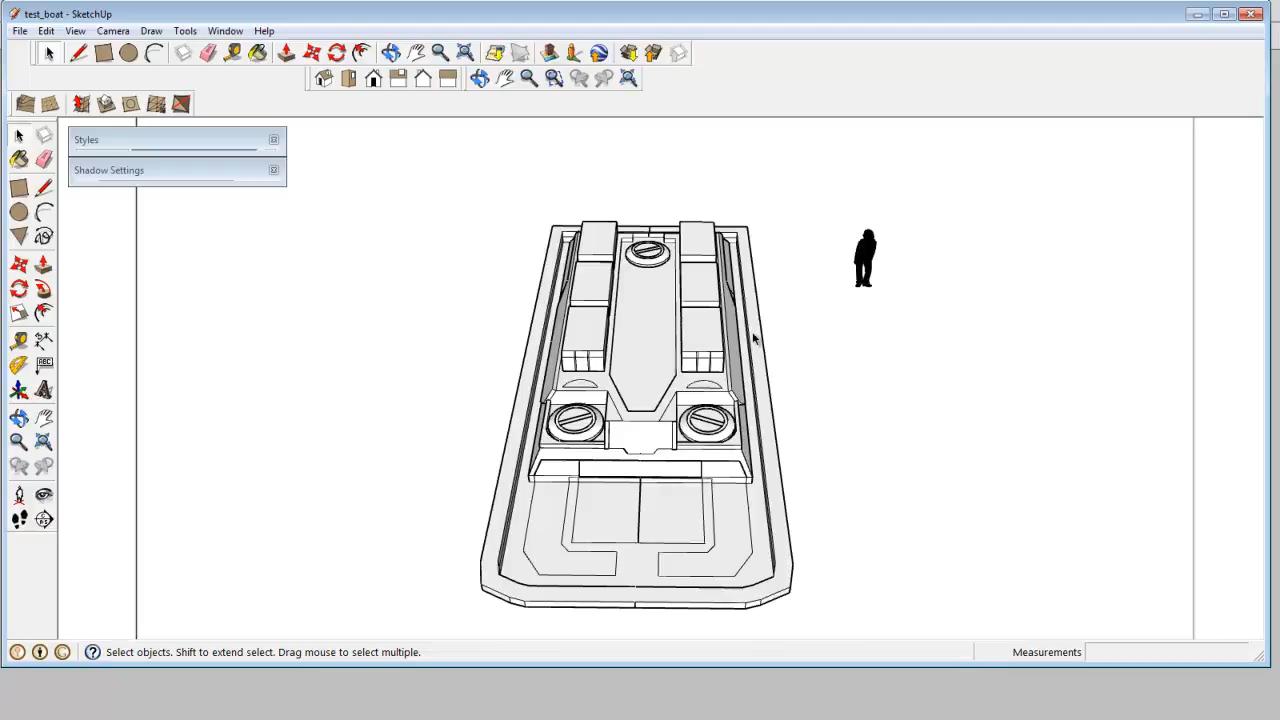 test_boat - SketchUp
File Edit View Camera Draw Tools Window Help
Styles
Shadow Settings
ABC
Select objects. Shift to extend select. Drag mouse to select multiple.
Measurements